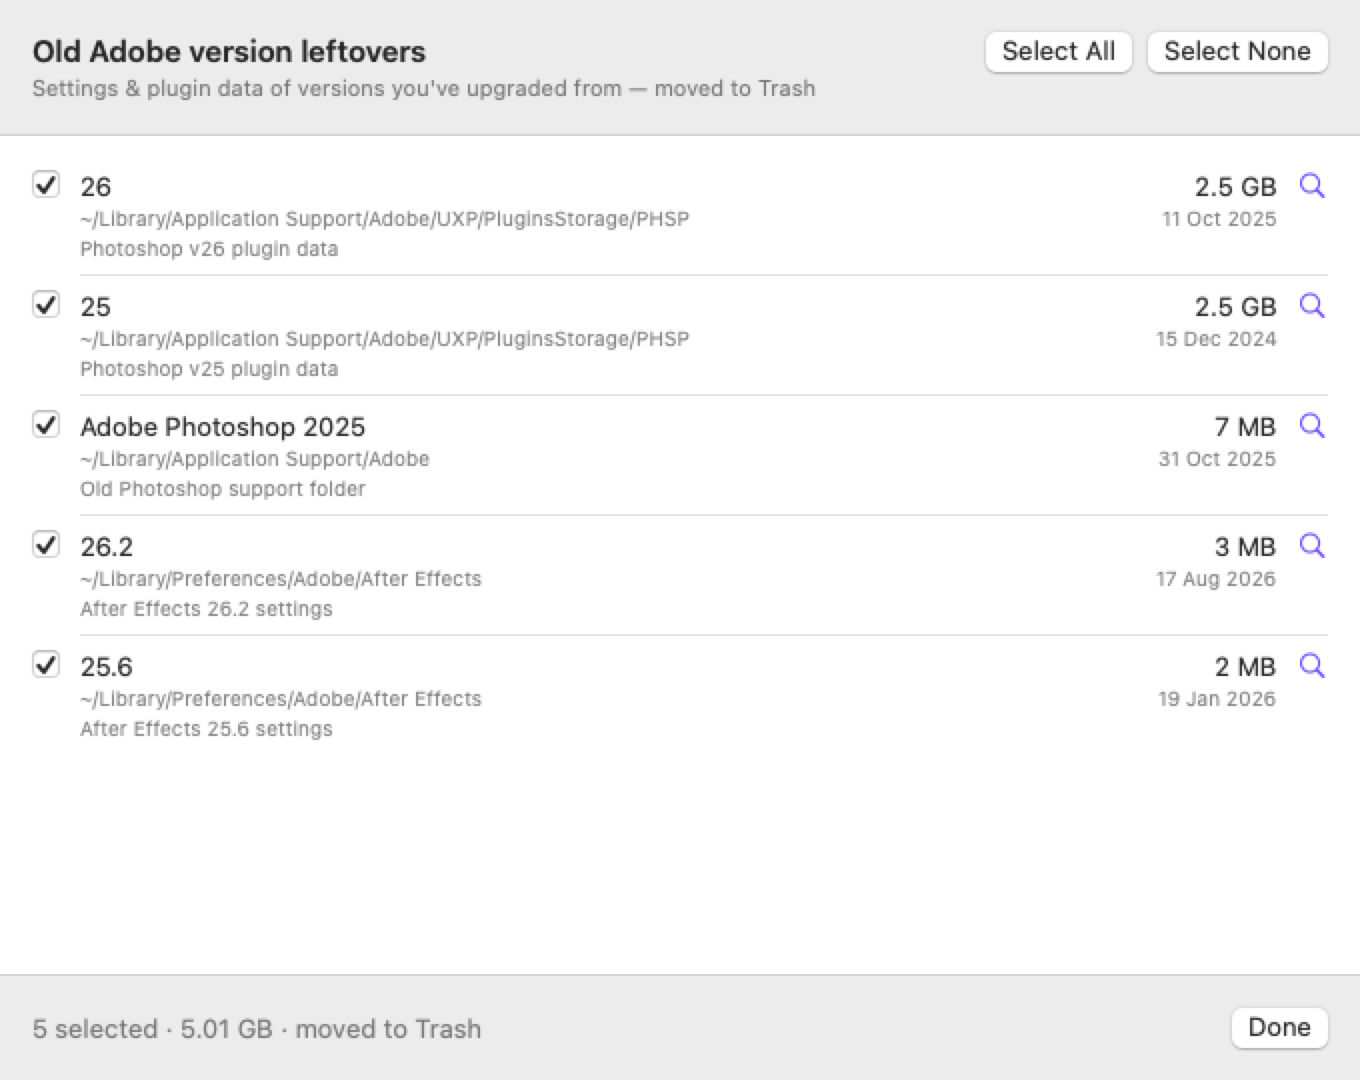 Old Adobe version leftovers
Select All
Select None
Settings & plugin data of versions you've upgraded from — moved to Trash
26
2.5 GB
~/Library/Application Support/Adobe/UXP/PluginsStorage/PHSP
11 Oct 2025
Photoshop v26 plugin data
25
2.5 GB
~/Library/Application Support/Adobe/UXP/PluginsStorage/PHSP
15 Dec 2024
Photoshop v25 plugin data
Adobe Photoshop 2025
7 MB
~/Library/Application Support/Adobe
31 Oct 2025
Old Photoshop support folder
26.2
3 MB
~/Library/Preferences/Adobe/After Effects
17 Aug 2026
After Effects 26.2 settings
25.6
2 MB
~/Library/Preferences/Adobe/After Effects
19 Jan 2026
After Effects 25.6 settings
5 selected · 5.01 GB · moved to Trash
Done